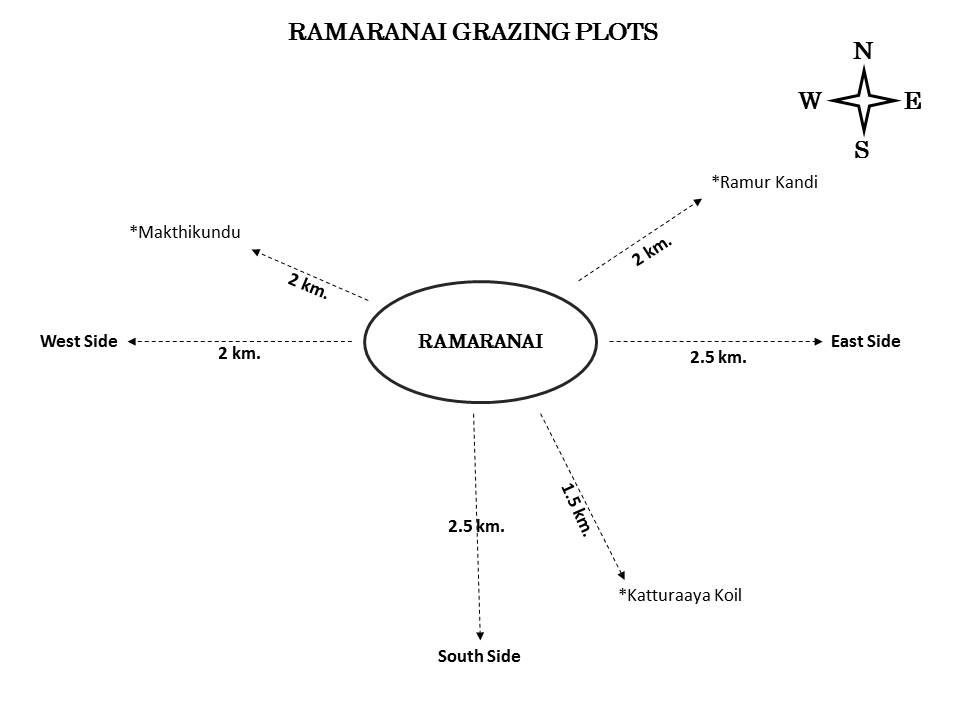 RAMARANAI GRAZING PLOTS
N
W E
S
*Ramur Kandi
*Makthikundu
2 km.
2 km.
West Side
2 km.
RAMARANAI
2.5 km.
East Side
1.5 km.
2.5 km.
*Katturaaya Koil
South Side